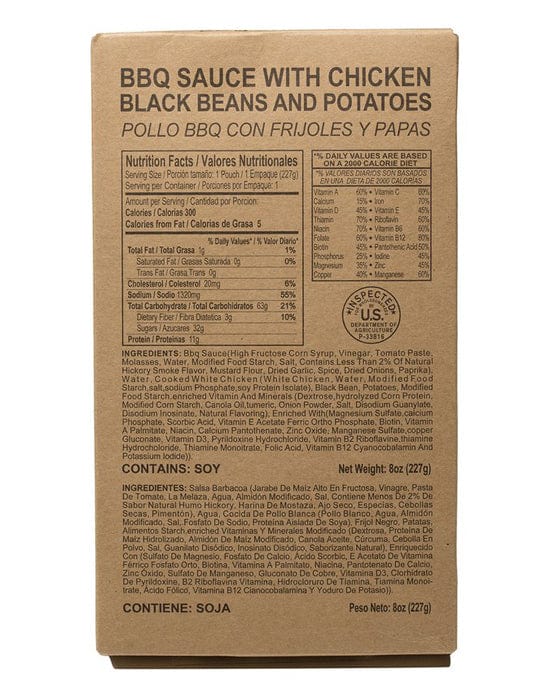 BBQ SAUCE WITH CHICKEN
BLACK BEANS AND POTATOES
POLLO BBQ CON FRIJOLES Y PAPAS
Nutrition Facts / Valores Nutritionales
Serving Size / Porción tamaño: 1 Pouch / 1 Empaque (227g)
Serving per Container / Porciones por Empaque: 1
Amount per Serving / Cantidad por Porcion:
Calories / Calorias 300
Calories from Fat / Calorias de Grasa 5
% Daily Values* / % Valor Diario*
Total Fat / Total Grasa 1g 1%
Saturated Fat / Grasas Saturada 0g 0%
Trans Fat / Grasa Trans 0g
Cholesterol / Colesterol 20mg 6%
Sodium / Sodio 1320mg 55%
Total Carbohydrate / Total Carbohidratos 63g 21%
Dietary Fiber / Fibra Dietética 3g 10%
Sugars / Azucares 32g
Protein / Proteinas 11g
*% DAILY VALUES ARE BASED
ON A 2000 CALORIE DIET
*% VALORES DIARIOS SON BASADOS
EN UNA DIETA DE 2000 CALORIAS
Vitamin A 60% • Vitamin C 80%
Calcium 15% • Iron 70%
Vitamin D 45% • Vitamin E 45%
Thiamin 70% • Riboflavin 60%
Niacin 70% • Vitamin B6 60%
Folate 60% • Vitamin B12 80%
Biotin 45% • Pantothenic Acid 50%
Phosphorus 25% • Iodine 45%
Magnesium 35% • Zinc 45%
Copper 40% • Manganese 60%
INSPECTED
U.S.
DEPARTMENT OF
AGRICULTURE
P-33816
INGREDIENTS: Bbq Sauce(High Fructose Corn Syrup, Vinegar, Tomato Paste,
Molasses, Water, Modified Food Starch, Salt, Contains Less Than 2% Of Natural
Hickory Smoke Flavor, Mustard Flour, Dried Garlic, Spice, Dried Onions, Paprika),
Water, Cooked White Chicken (White Chicken, Water, Modified Food
Starch,salt,sodium Phosphate,soy Protein Isolate), Black Bean, Potatoes, Modified
Food Starch.enriched Vitamin And Minerals (Dextrose,hydrolyzed Corn Protein,
Modified Corn Starch, Canola Oil,tumeric, Onion Powder, Salt, Disodium Guanylate,
Disodium Inosinate, Natural Flavoring), Enriched With(Magnesium Sulfate,calcium
Phosphate, Scorbic Acid, Vitamin E Acetate Ferric Ortho Phosphate, Biotin, Vitamin
A Palmitate, Niacin, Calcium Pantothenate, Zinc Oxide, Manganese Sulfate,copper
Gluconate, Vitamin D3, Pyrildoxine Hydrochloride, Vitamin B2 Riboflavine,thiamine
Hydrocholoride, Thiamine Monoitrate, Folic Acid, Vitamin B12 Cyanocobalamin And
Potassium Iodide)).
CONTAINS: SOY Net Weight: 8oz (227g)
INGREDIENTES: Salsa Barbacoa (Jarabe De Maíz Alto En Fructosa, Vinagre, Pasta
De Tomate, La Melaza, Agua, Almidón Modificado, Sal, Contiene Menos De 2% De
Sabor Natural Humo Hickory, Harina De Mostaza, Ajo Seco, Especias, Cebollas
Secas, Pimentón), Agua, Cocida De Pollo Blanca (Pollo Blanco, Agua, Almidón
Modificado, Sal, Fosfato De Sodio, Proteína Aislada De Soya), Frijol Negro, Patatas,
Alimentos Starch.enriched Vitaminas Y Minerales Modificado (Dextrose, Proteína De
Maíz Hidrolizado, Almidón De Maíz Modificado, Canola Aceite, Cúrcuma, Cebolla En
Polvo, Sal, Guanilato Disódico, Inosinato Disódico, Saborizante Natural), Enriquecido
Con (Sulfato De Magnesio, Fosfato De Calcio, Ácido Scorbic, E Acetato De Vitamina
Férrico Fosfato Orto, Biotina, Vitamina A Palmitato, Niacina, Pantotenato De Calcio,
Zinc Óxido, Sulfato De Manganeso, Gluconato De Cobre, Vitamina D3, Clorhidrato
De Pyrildoxine, B2 Riboflavina Vitamina, Hidrocloruro De Tiamina, Tiamina Monoi-
trate, Ácido Fólico, Vitamina B12 Cianocobalamina Y Yoduro De Potasio)).
CONTIENE: SOJA Peso Neto: 8oz (227g)